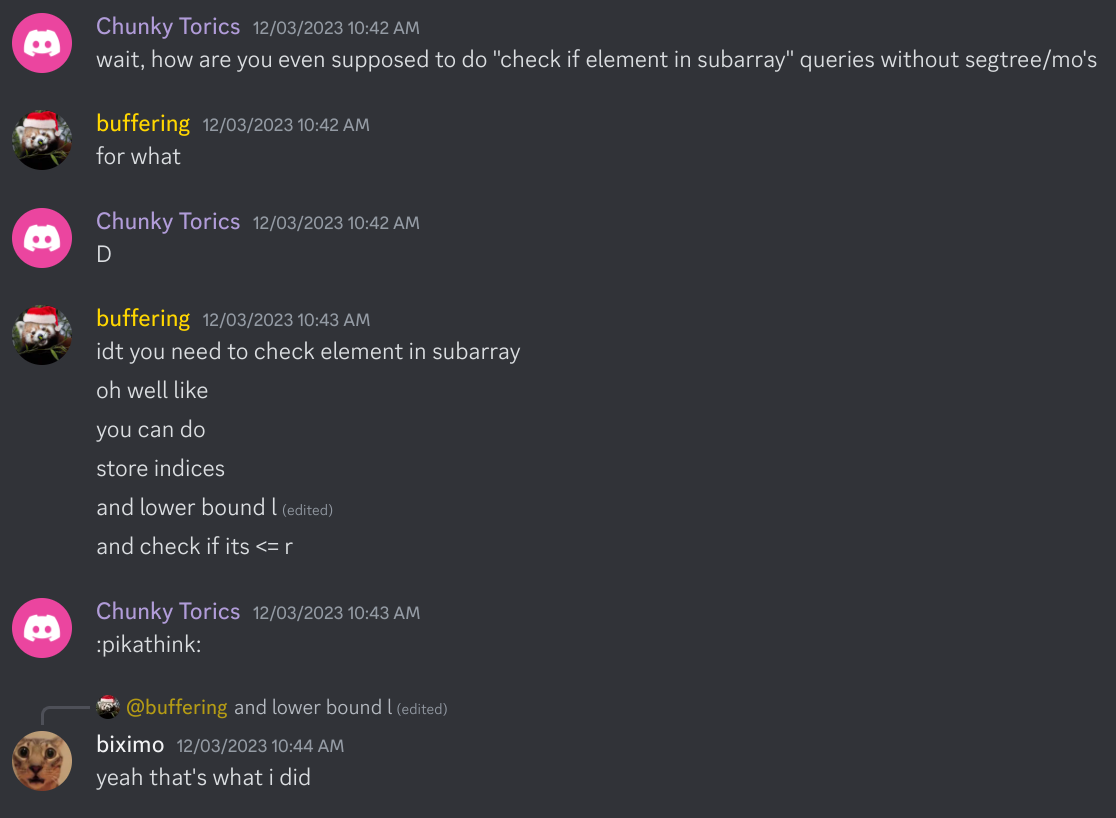 Chunky Torics 12/03/2023 10:42 AM
wait, how are you even supposed to do "check if element in subarray" queries without segtree/mo's
buffering 12/03/2023 10:42 AM
for what
Chunky Torics 12/03/2023 10:42 AM
D
buffering 12/03/2023 10:43 AM
idt you need to check element in subarray
oh well like
you can do
store indices
and lower bound l (edited)
and check if its <= r
Chunky Torics 12/03/2023 10:43 AM
:pikathink:
@buffering and lower bound l (edited)
biximo 12/03/2023 10:44 AM
yeah that's what i did